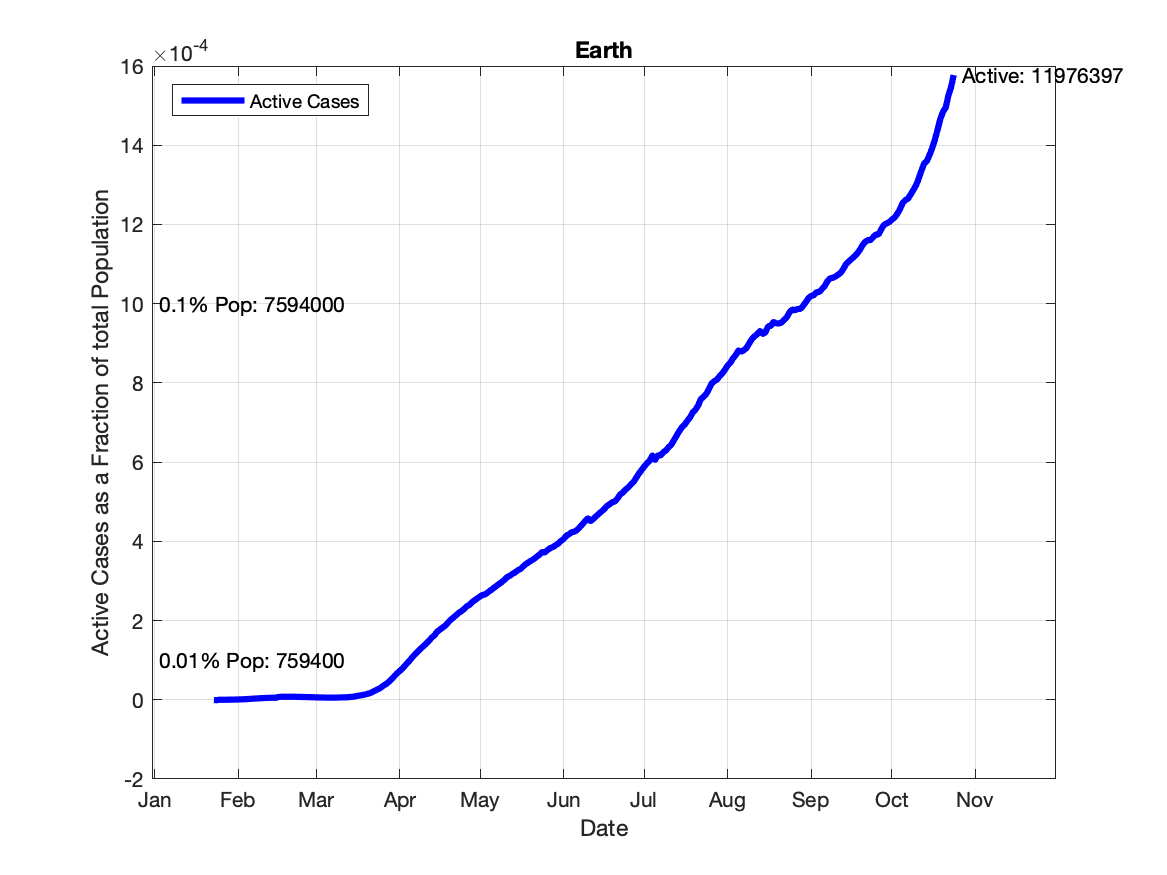 Earth
×10-4
16
Active: 11976397
Active Cases
14
12
10
0.1% Pop: 7594000
8
6
4
2
0.01% Pop: 759400
0
-2
Active Cases as a Fraction of total Population
Jan Feb Mar Apr May Jun Jul Aug Sep Oct Nov
Date